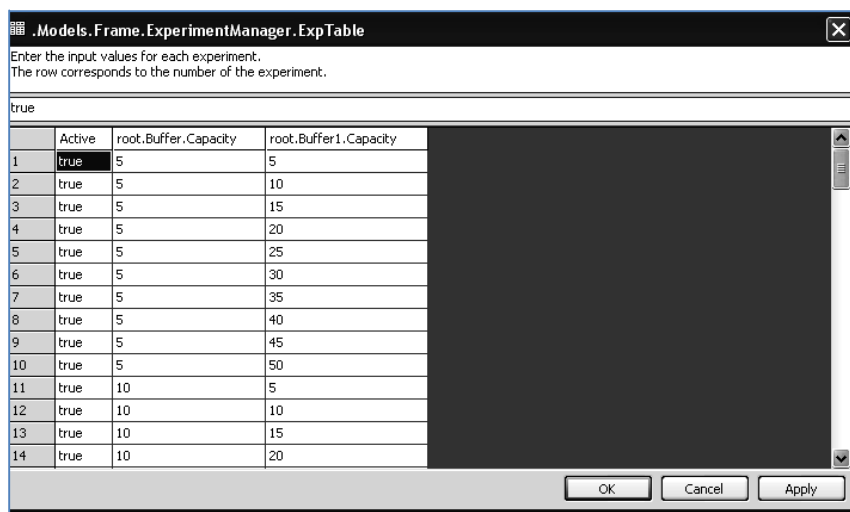 .Models.Frame.ExperimentManager.ExpTable
Enter the input values for each experiment.
The row corresponds to the number of the experiment.
true
Active root.Buffer.Capacity root.Buffer1.Capacity
1 true 5 5
2 true 5 10
3 true 5 15
4 true 5 20
5 true 5 25
6 true 5 30
7 true 5 35
8 true 5 40
9 true 5 45
10 true 5 50
11 true 10 5
12 true 10 10
13 true 10 15
14 true 10 20
OK Cancel Apply